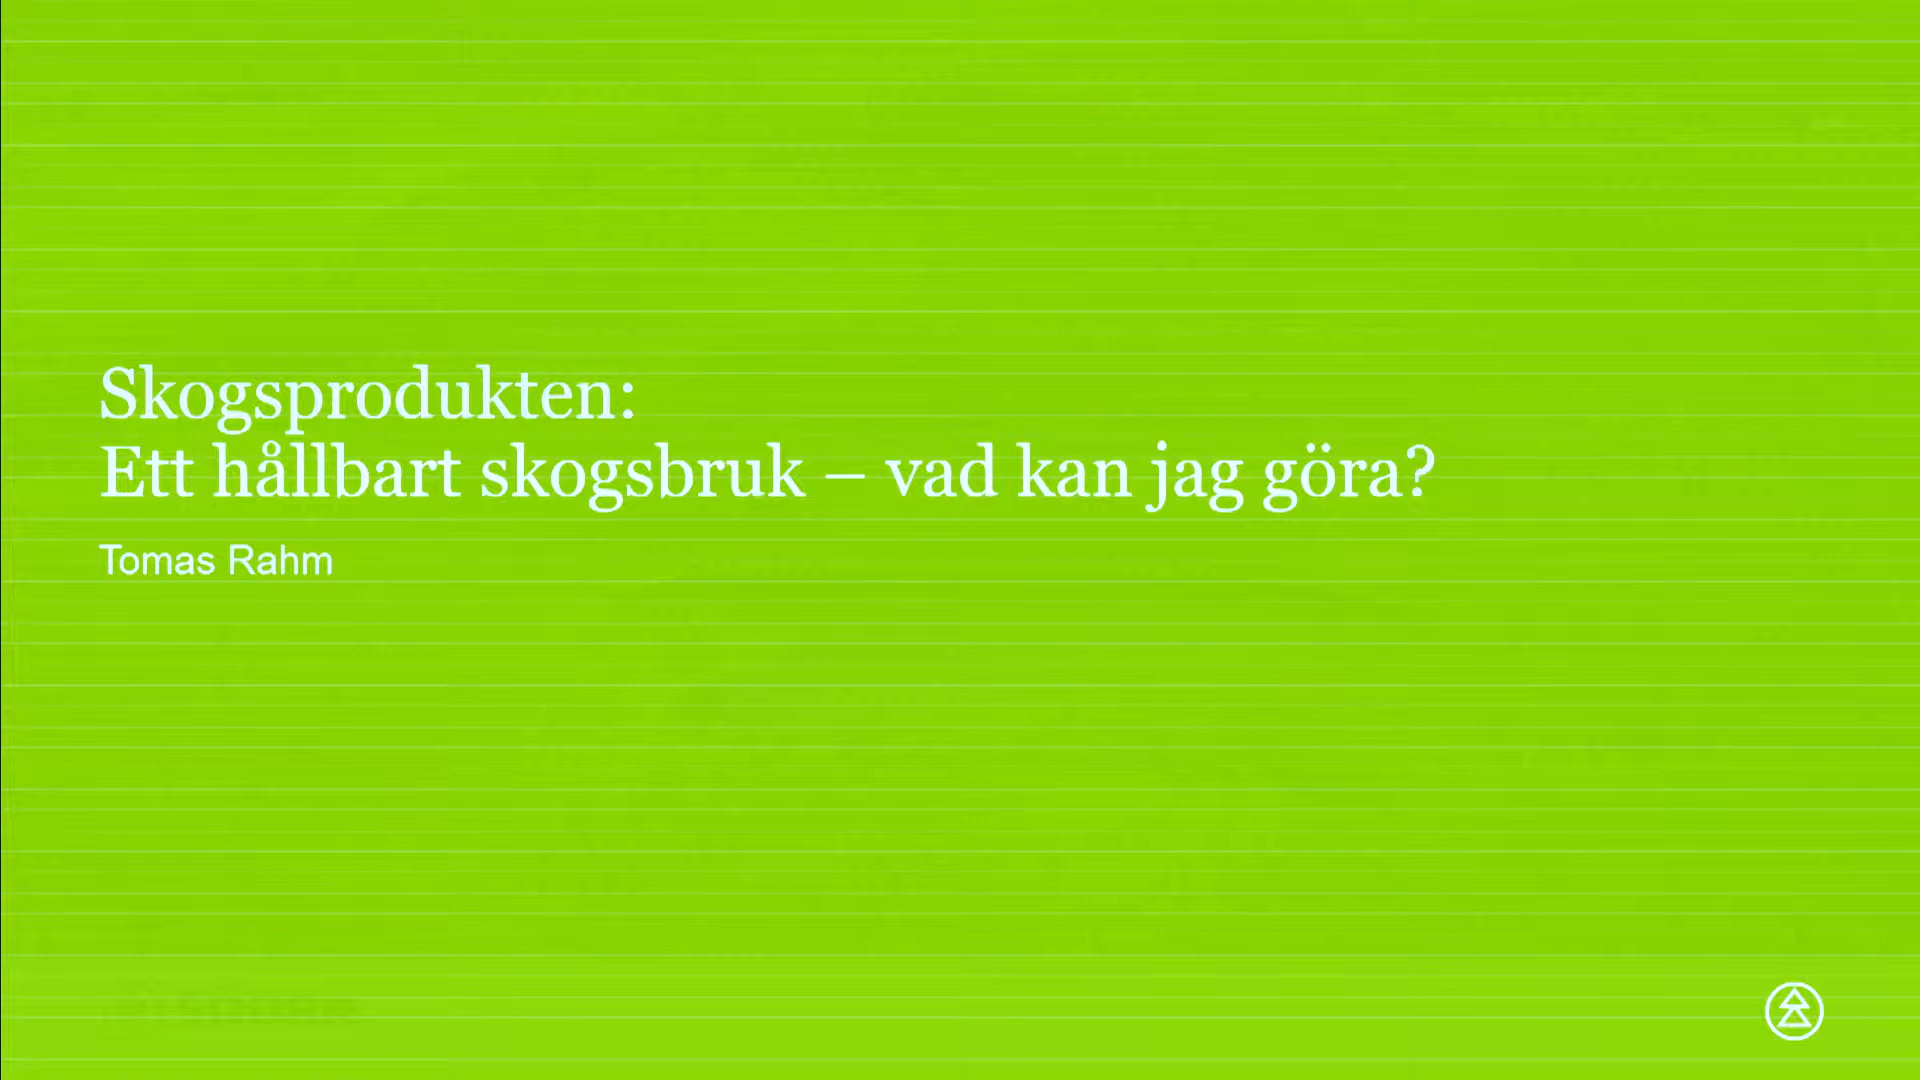 Skogsprodukten:
Ett hållbart skogsbruk – vad kan jag göra?
Tomas Rahm